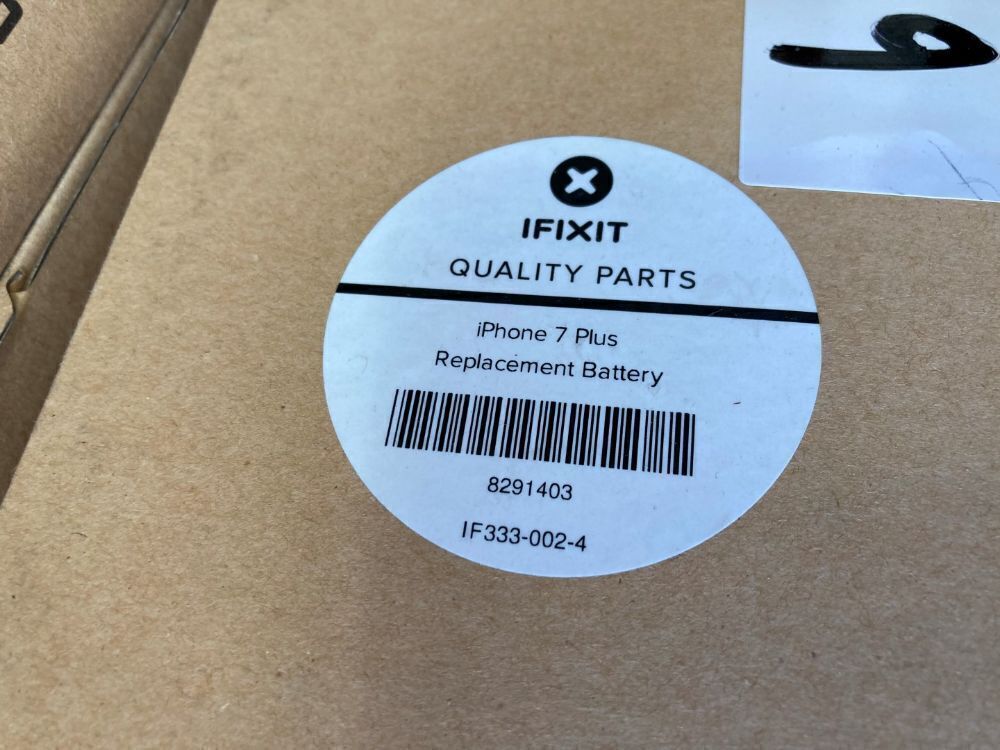 IFIXIT
QUALITY PARTS
iPhone 7 Plus
Replacement Battery
8291403
IF333-002-4